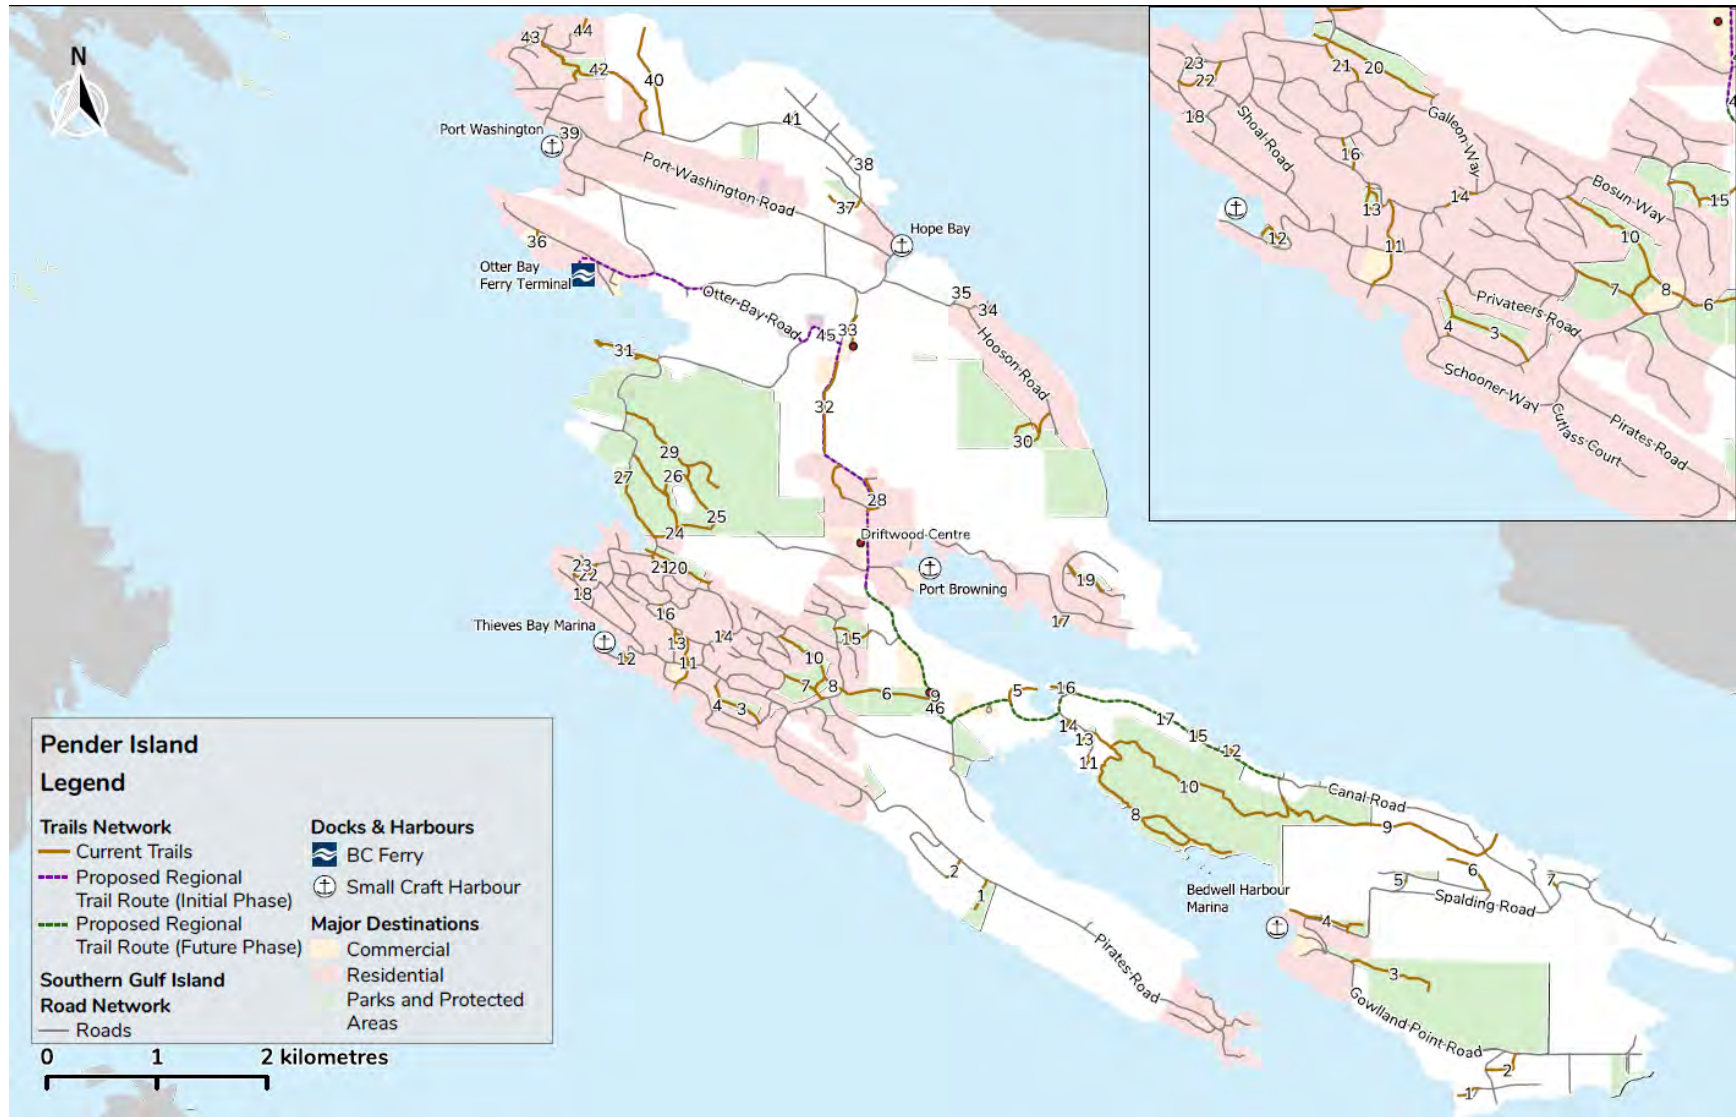 N
43
44
42
40
41
Port Washington
39
38
Port Washington Road
37
Hope Bay
36
Otter Bay
Ferry Terminal
Otter Bay Road
35
34
45
33
31
Hooson Road
32
30
29
27
26
28
25
24
Driftwood Centre
Port Browning
23
22
21
20
18
19
16
17
Thieves Bay Marina
13
14
15
12
11
10
7
8
6
9
46
4
3
5
16
17
14
13
15
12
11
10
8
Canal Road
9
2
1
Pirates Road
5
6
7
Spalding Road
Bedwell Harbour
Marina
4
3
Gowlland Point Road
2
1
23
22
21
20
18
Shoal Road
Galleon Way
16
4
15
14
13
Bosun Way
12
11
10
7
8
6
Privateers Road
4
3
Schooner Way
Cutlass Court
Pirates Road
Pender Island
Legend
Trails Network
Current Trails
Proposed Regional
Trail Route (Initial Phase)
Proposed Regional
Trail Route (Future Phase)
Southern Gulf Island
Road Network
Roads
Docks & Harbours
BC Ferry
Small Craft Harbour
Major Destinations
Commercial
Residential
Parks and Protected
Areas
0 1 2 kilometres